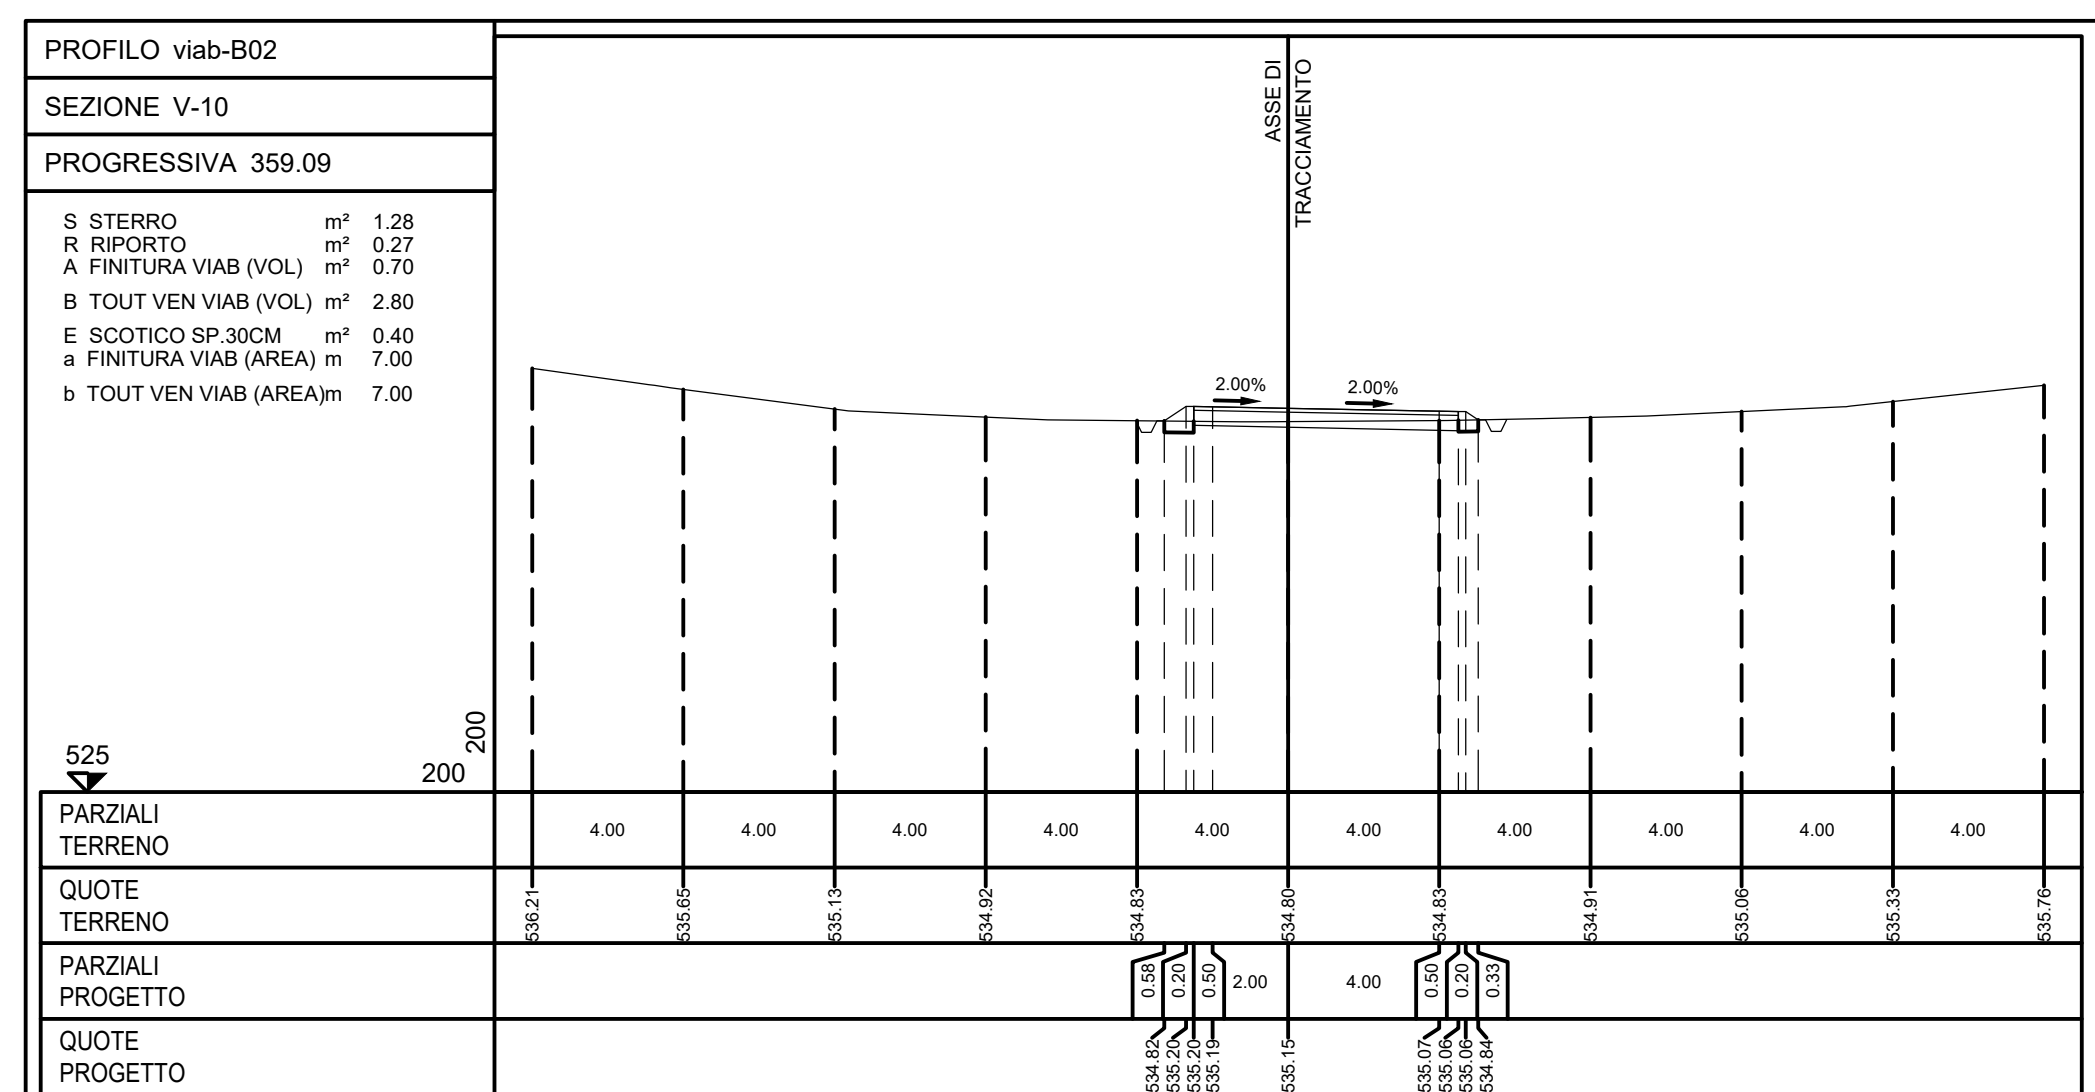 PROFILO viab-B02
SEZIONE V-10
PROGRESSIVA 359.09
S STERRO m² 1.28
R RIPORTO m² 0.27
A FINITURA VIAB (VOL) m² 0.70
B TOUT VEN VIAB (VOL) m² 2.80
E SCOTICO SP.30CM m² 0.40
a FINITURA VIAB (AREA) m 7.00
b TOUT VEN VIAB (AREA)m 7.00
ASSE DI
TRACCIAMENTO
2.00% 2.00%
525
200
200
PARZIALI
TERRENO
4.00 4.00 4.00 4.00 4.00 4.00 4.00 4.00 4.00 4.00
QUOTE
TERRENO
536.21 535.65 535.13 534.92 534.83 534.80 534.83 534.91 535.06 535.33 535.76
PARZIALI
PROGETTO
0.58 0.20 0.50 2.00 4.00 0.50 0.20 0.33
QUOTE
PROGETTO
534.82 535.20 535.20 535.19 535.15 535.07 535.06 535.06 534.84